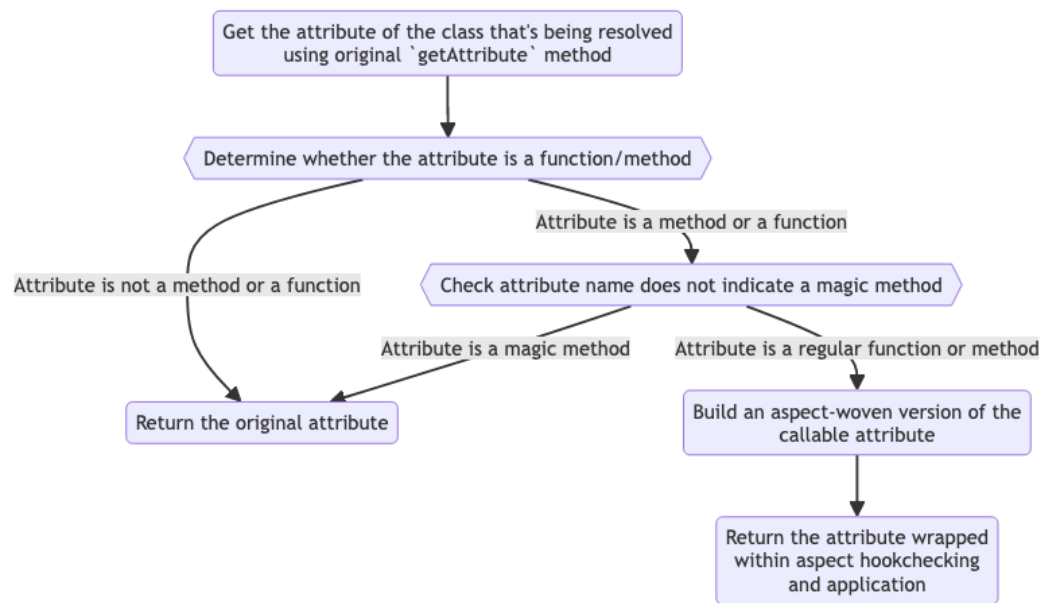 Get the attribute of the class that's being resolved
using original `getAttribute` method
Determine whether the attribute is a function/method
Attribute is a method or a function
Attribute is not a method or a function
Check attribute name does not indicate a magic method
Attribute is a magic method
Attribute is a regular function or method
Return the original attribute
Build an aspect-woven version of the
callable attribute
Return the attribute wrapped
within aspect hookchecking
and application